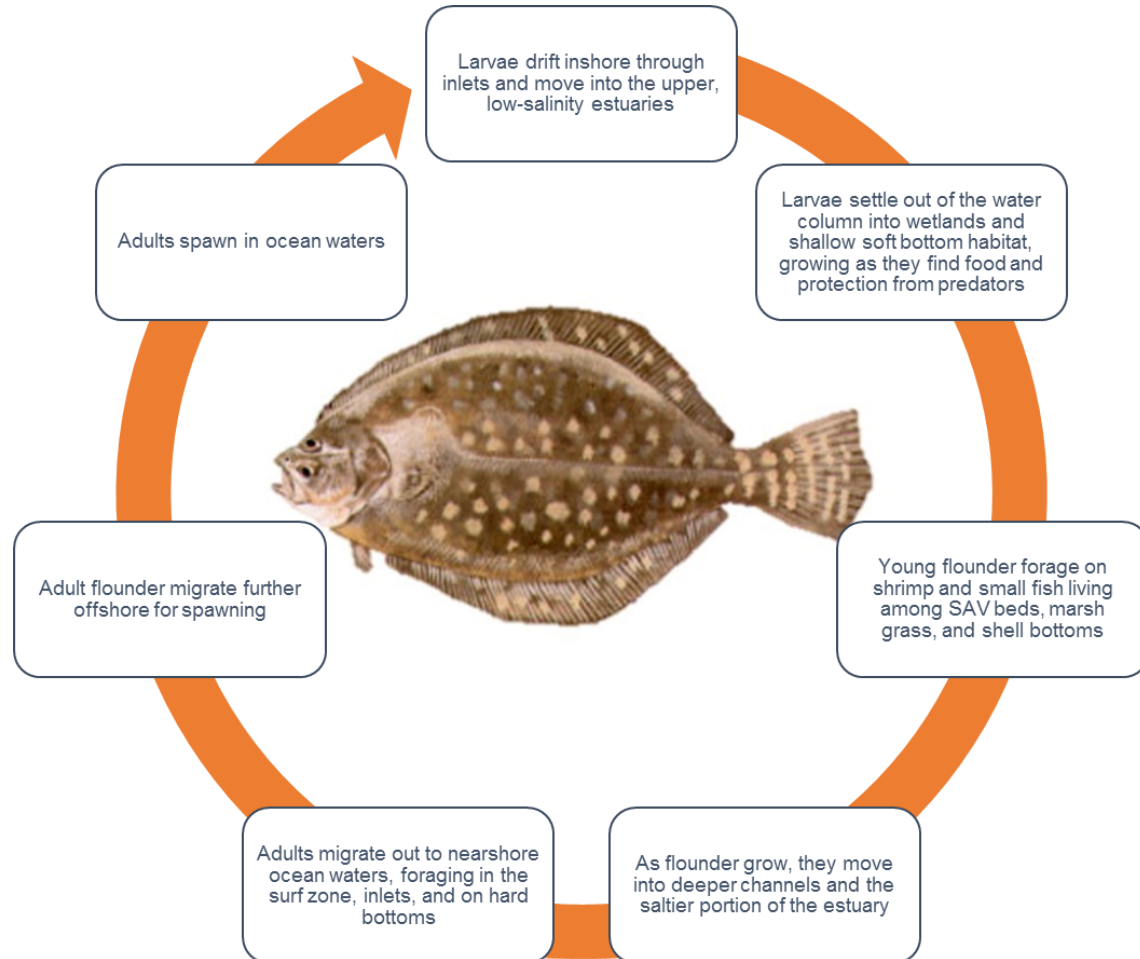 Larvae drift inshore through
inlets and move into the upper,
low-salinity estuaries
Larvae settle out of the water
column into wetlands and
shallow soft bottom habitat,
growing as they find food and
protection from predators
Young flounder forage on
shrimp and small fish living
among SAV beds, marsh
grass, and shell bottoms
As flounder grow, they move
into deeper channels and the
saltier portion of the estuary
Adults migrate out to nearshore
ocean waters, foraging in the
surf zone, inlets, and on hard
bottoms
Adult flounder migrate further
offshore for spawning
Adults spawn in ocean waters